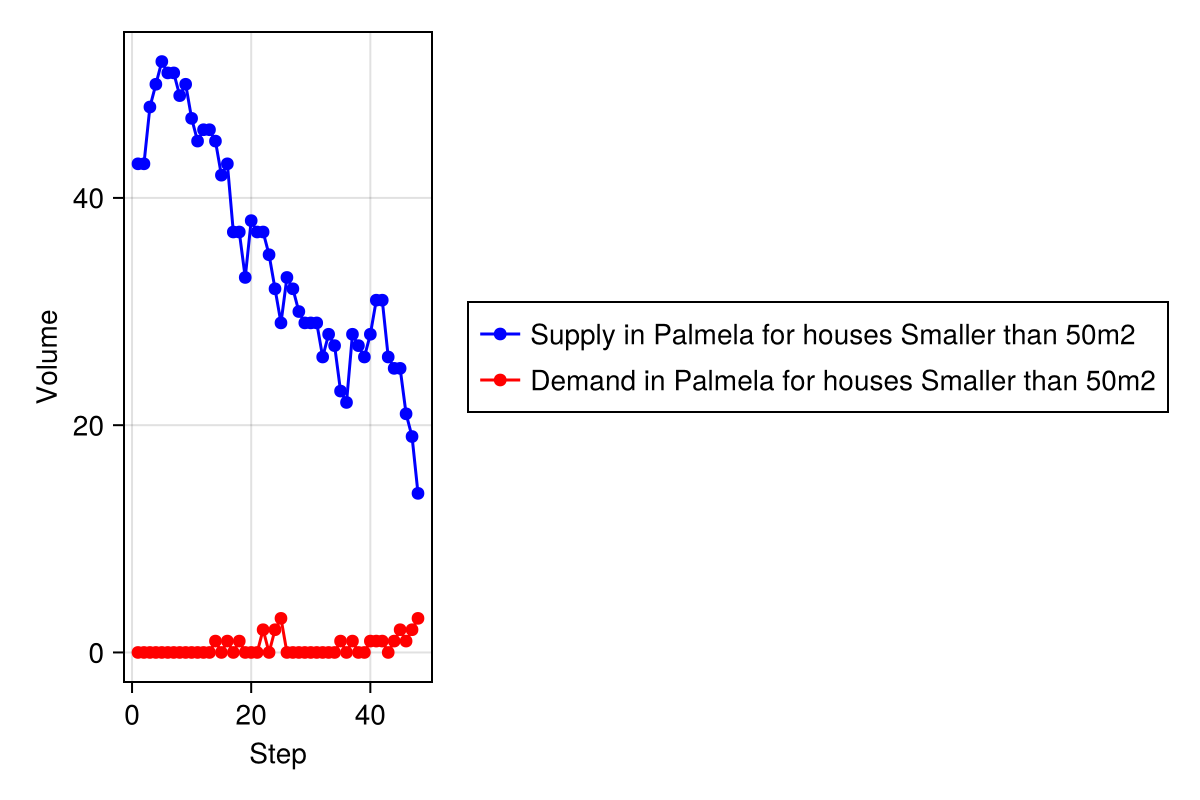 40
20
0
Volume
0 20 40
Step
Supply in Palmela for houses Smaller than 50m2
Demand in Palmela for houses Smaller than 50m2